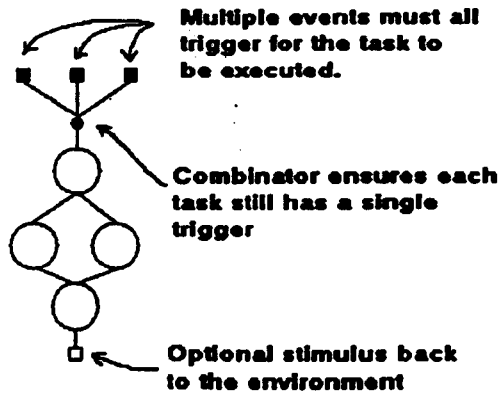 Multiple events must all
trigger for the task to
be executed.
Combinator ensures each
task still has a single
trigger
Optional stimulus back
to the environment